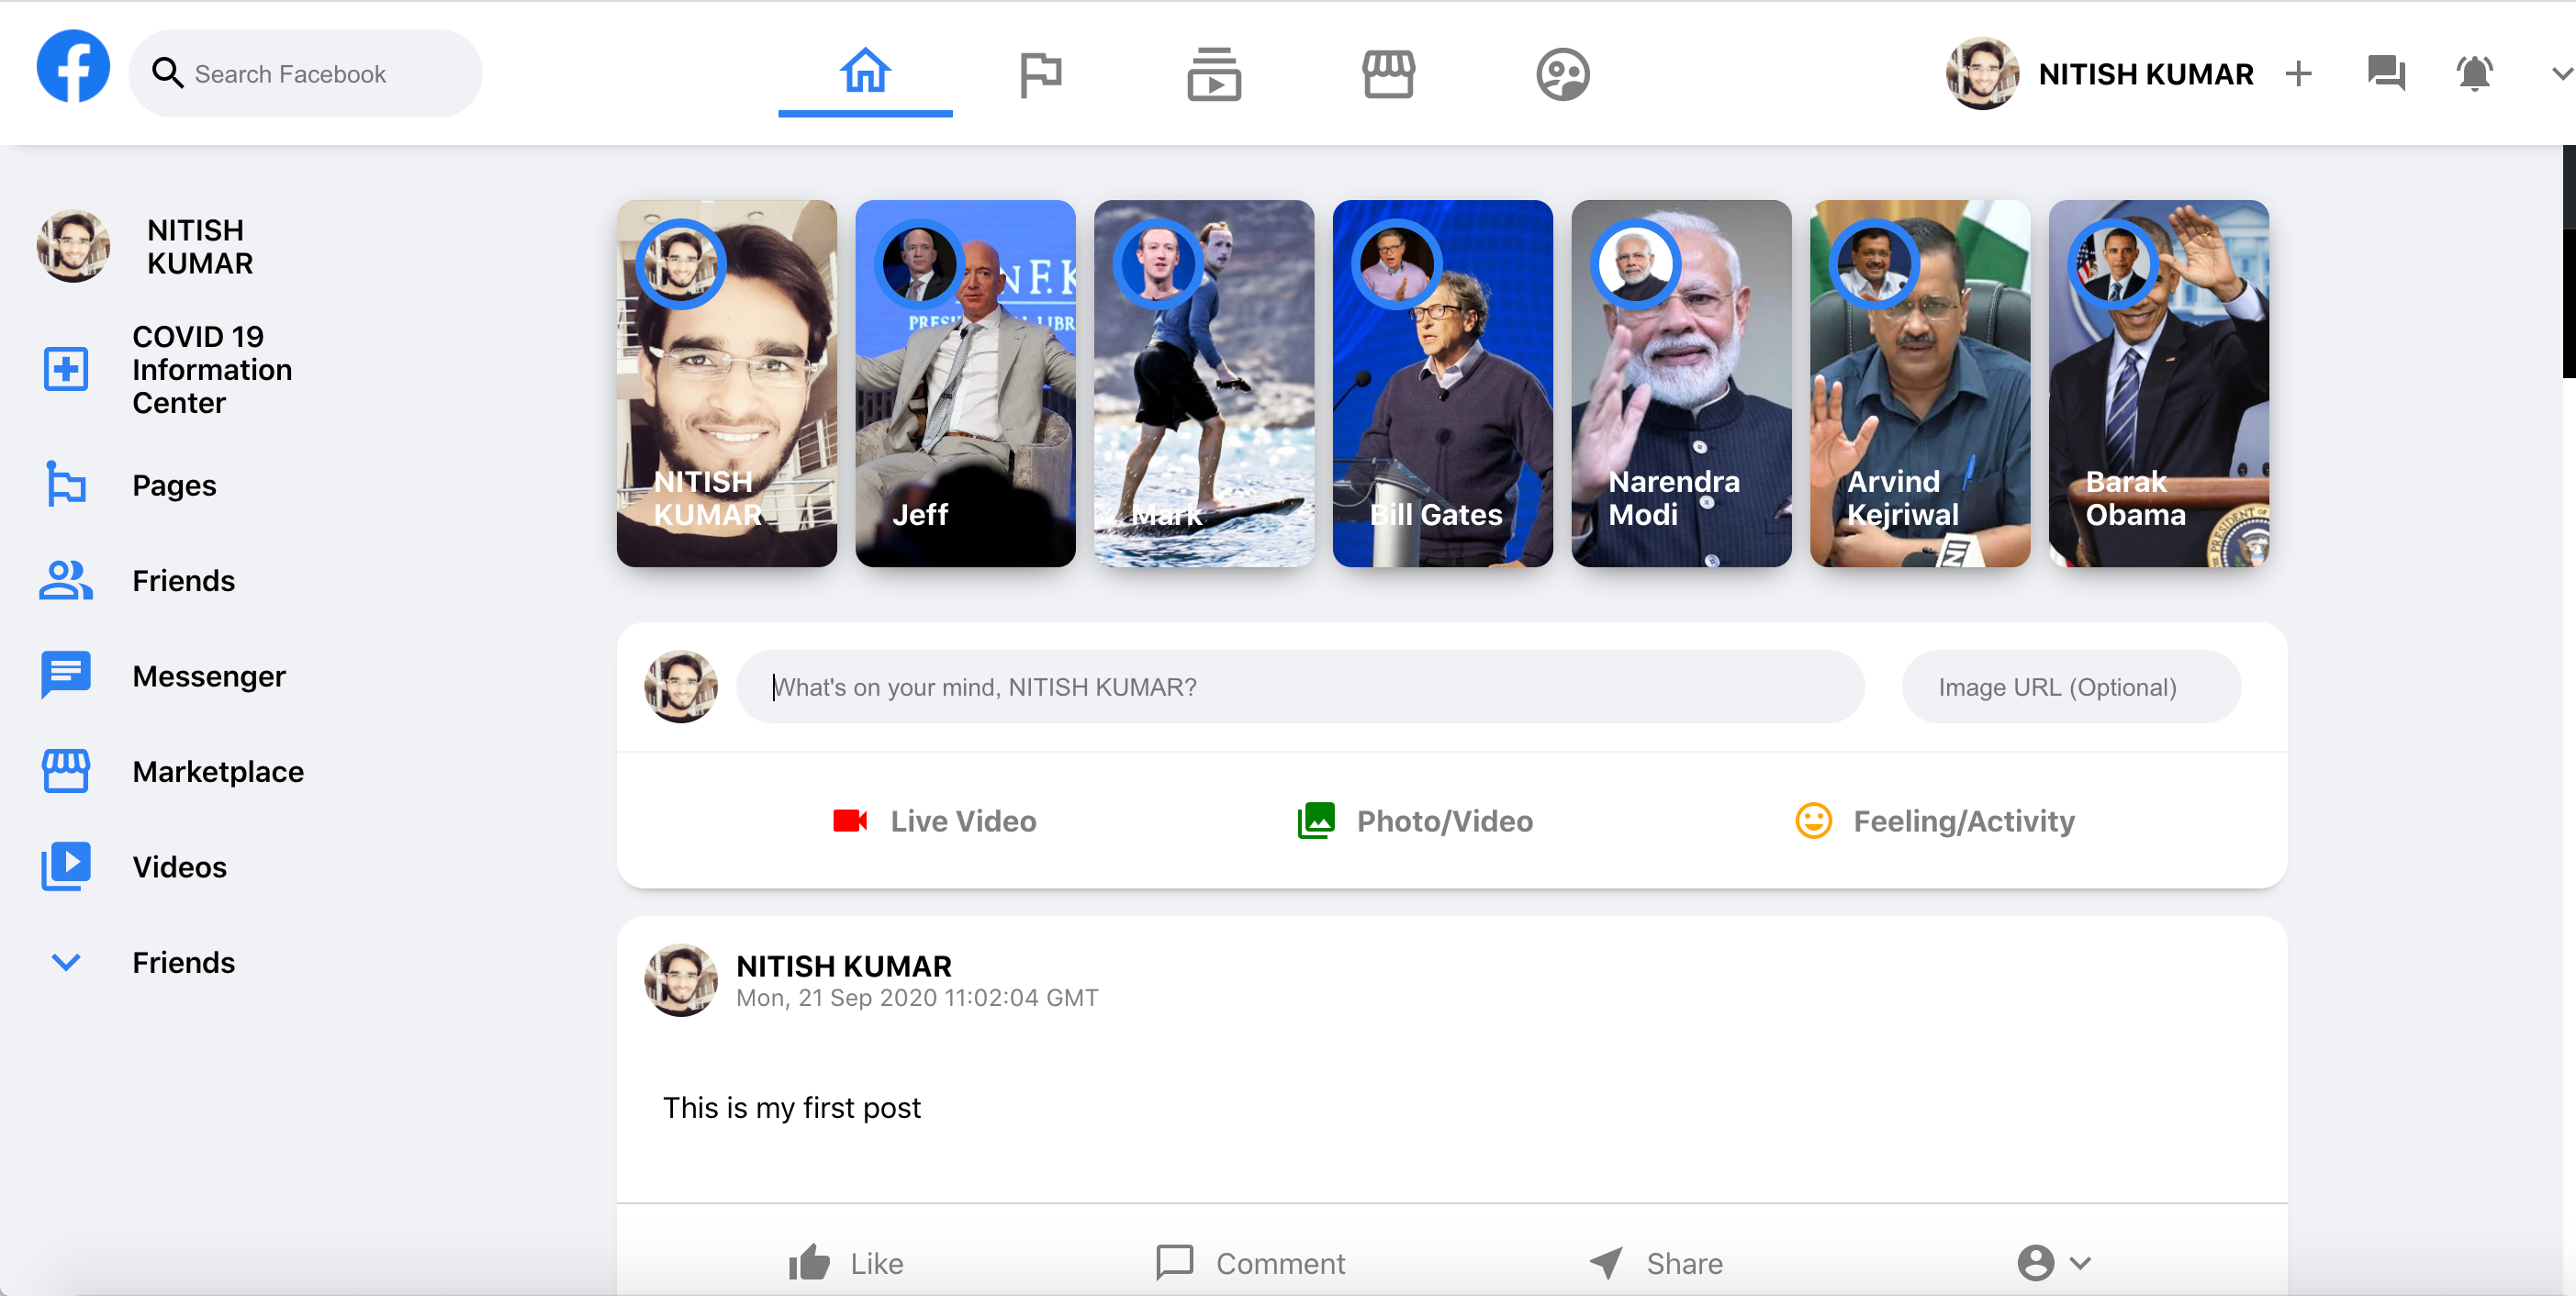 Search Facebook
NITISH KUMAR
NITISH
KUMAR
COVID 19
Information
Center
Pages
Friends
Messenger
Marketplace
Videos
Friends
NITISH
KUMAR
Jeff
Mark
Bill Gates
Narendra
Modi
Arvind
Kejriwal
Barak
Obama
What's on your mind, NITISH KUMAR?
Image URL (Optional)
Live Video
Photo/Video
Feeling/Activity
NITISH KUMAR
Mon, 21 Sep 2020 11:02:04 GMT
This is my first post
Like
Comment
Share